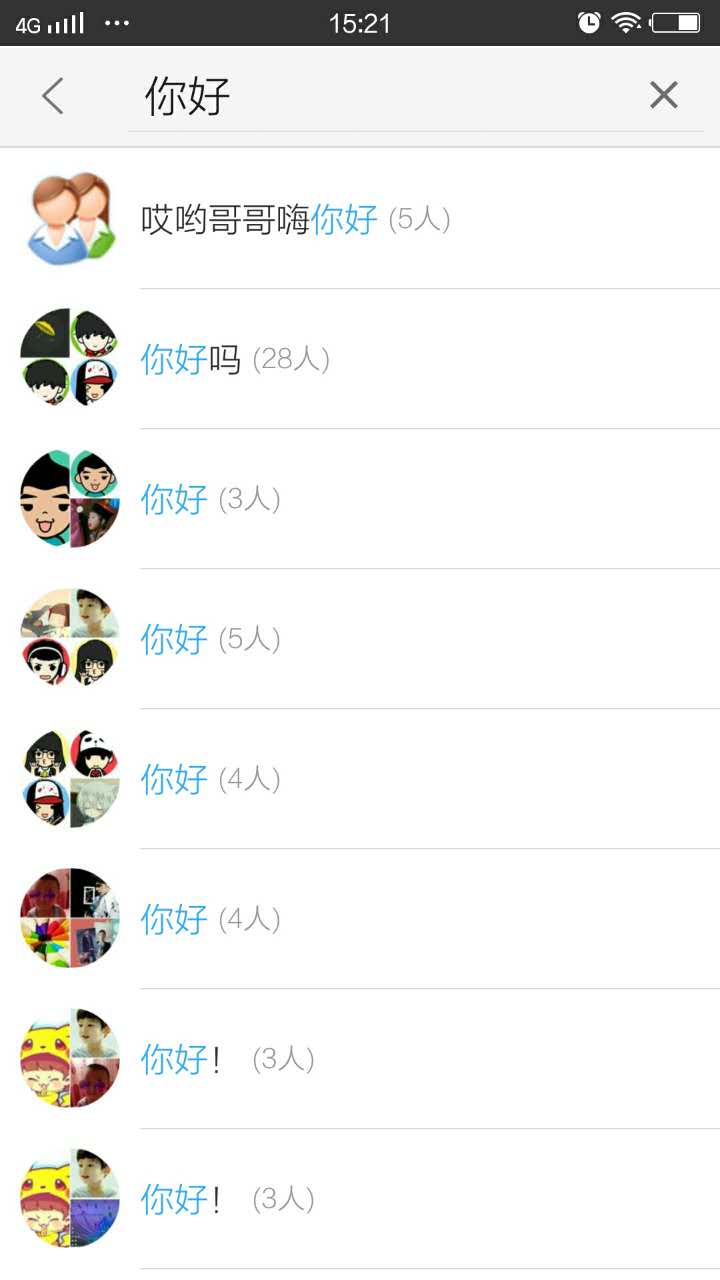 4G 15:21
你好
哎哟哥哥嗨你好 (5人)
你好吗 (28人)
你好 (3人)
你好 (5人)
你好 (4人)
你好 (4人)
你好！ (3人)
你好！ (3人)